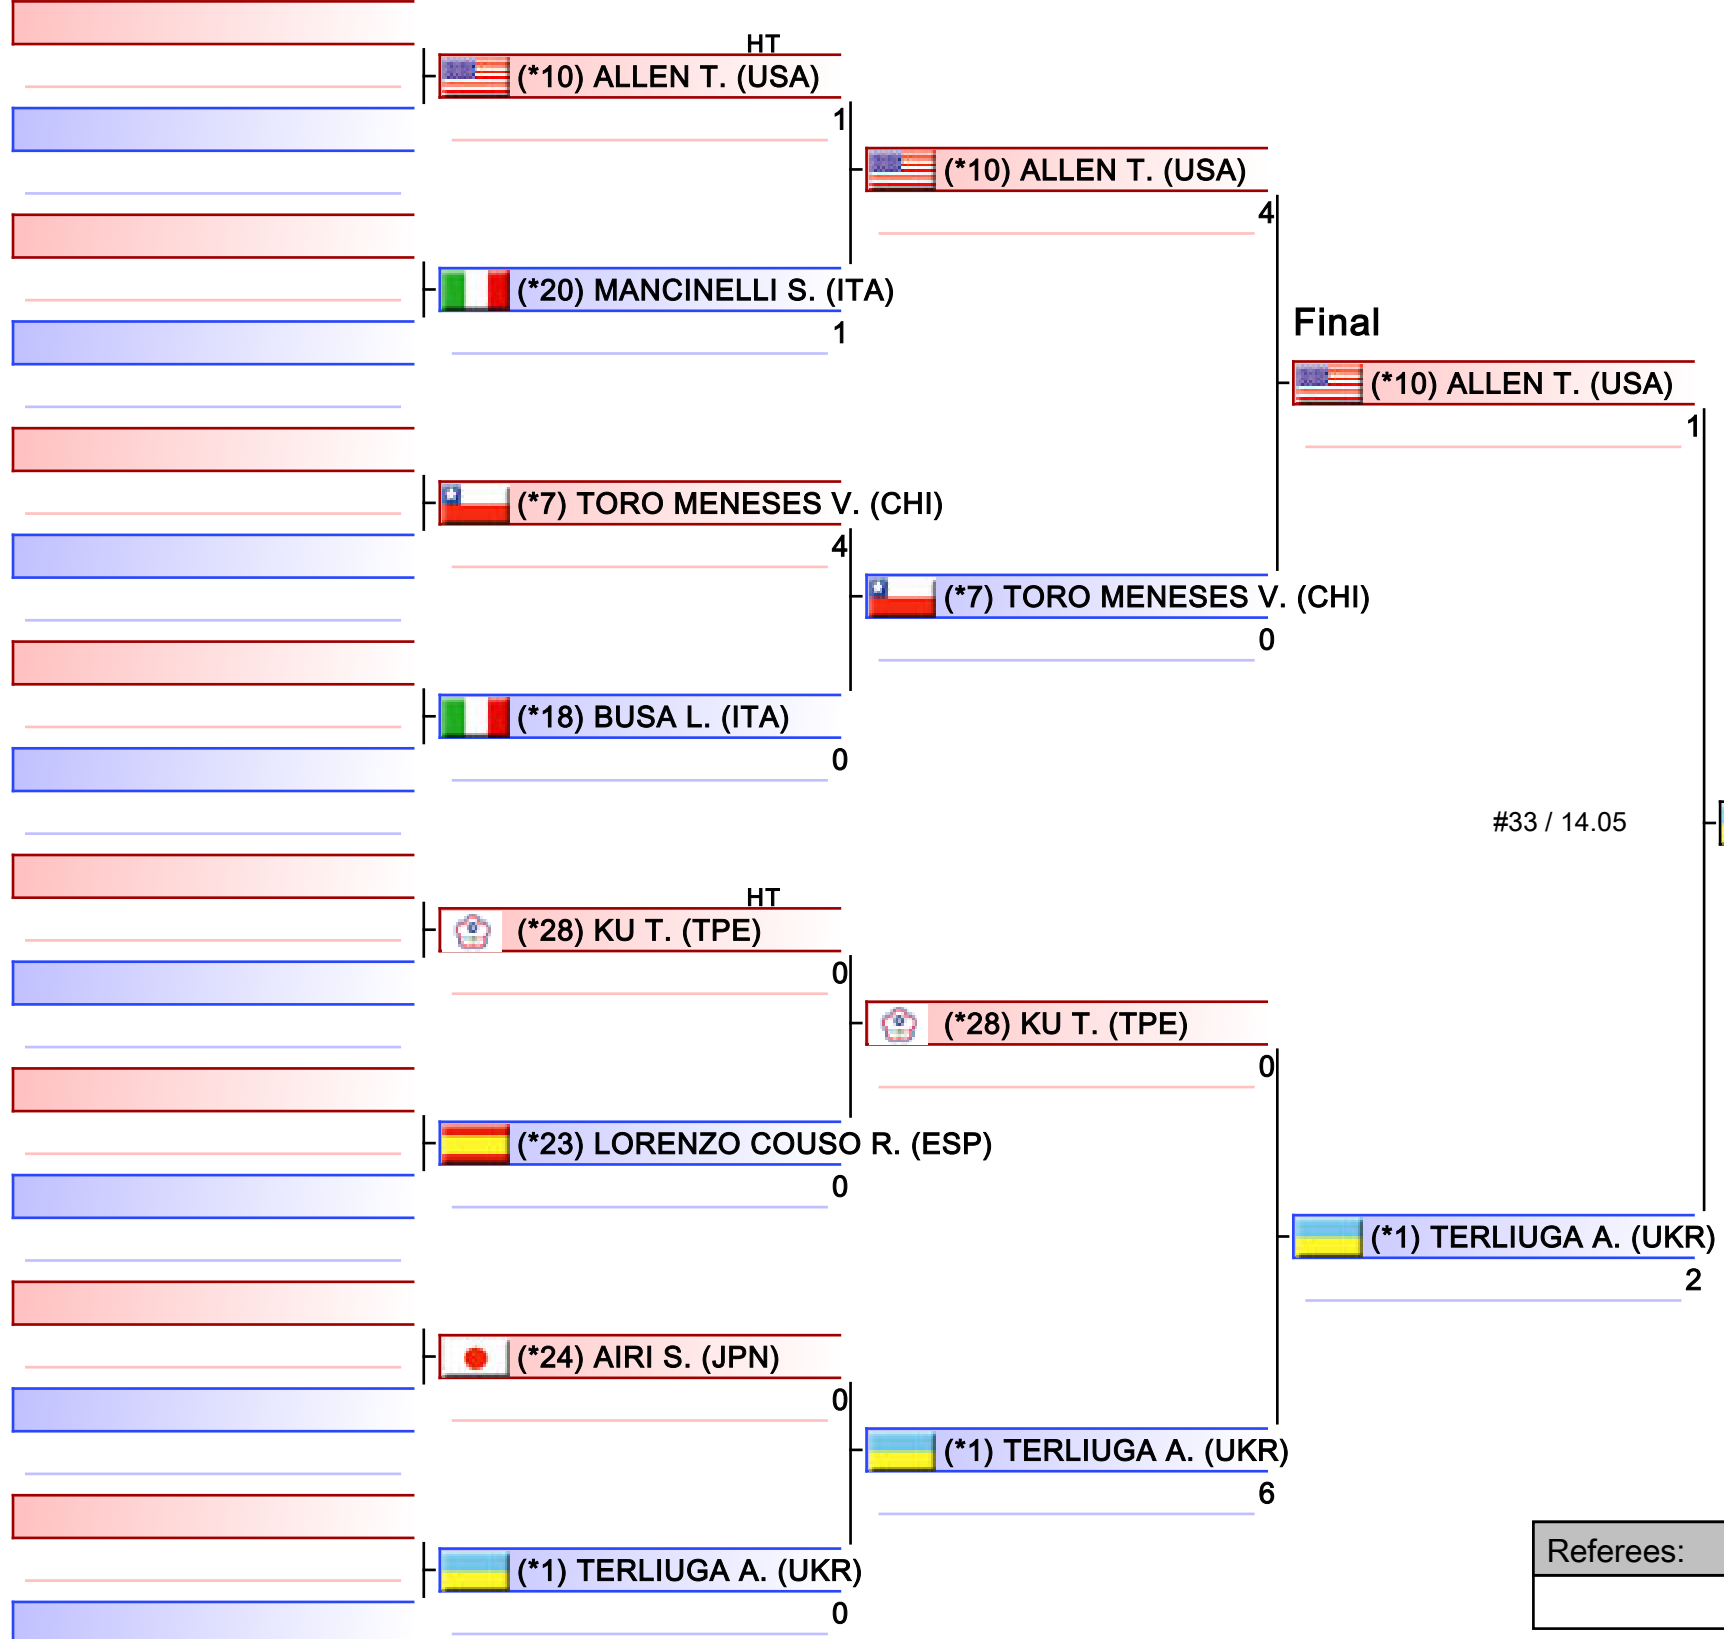 HT
(*10) ALLEN T. (USA)
1
(*10) ALLEN T. (USA)
4
(*20) MANCINELLI S. (ITA)
1
Final
(*10) ALLEN T. (USA)
1
(*7) TORO MENESES V. (CHI)
4
(*7) TORO MENESES V. (CHI)
0
(*18) BUSA L. (ITA)
0
#33 / 14.05
HT
(*28) KU T. (TPE)
0
(*28) KU T. (TPE)
0
(*23) LORENZO COUSO R. (ESP)
0
(*1) TERLIUGA A. (UKR)
2
(*24) AIRI S. (JPN)
0
(*1) TERLIUGA A. (UKR)
6
(*1) TERLIUGA A. (UKR)
0
Referees: